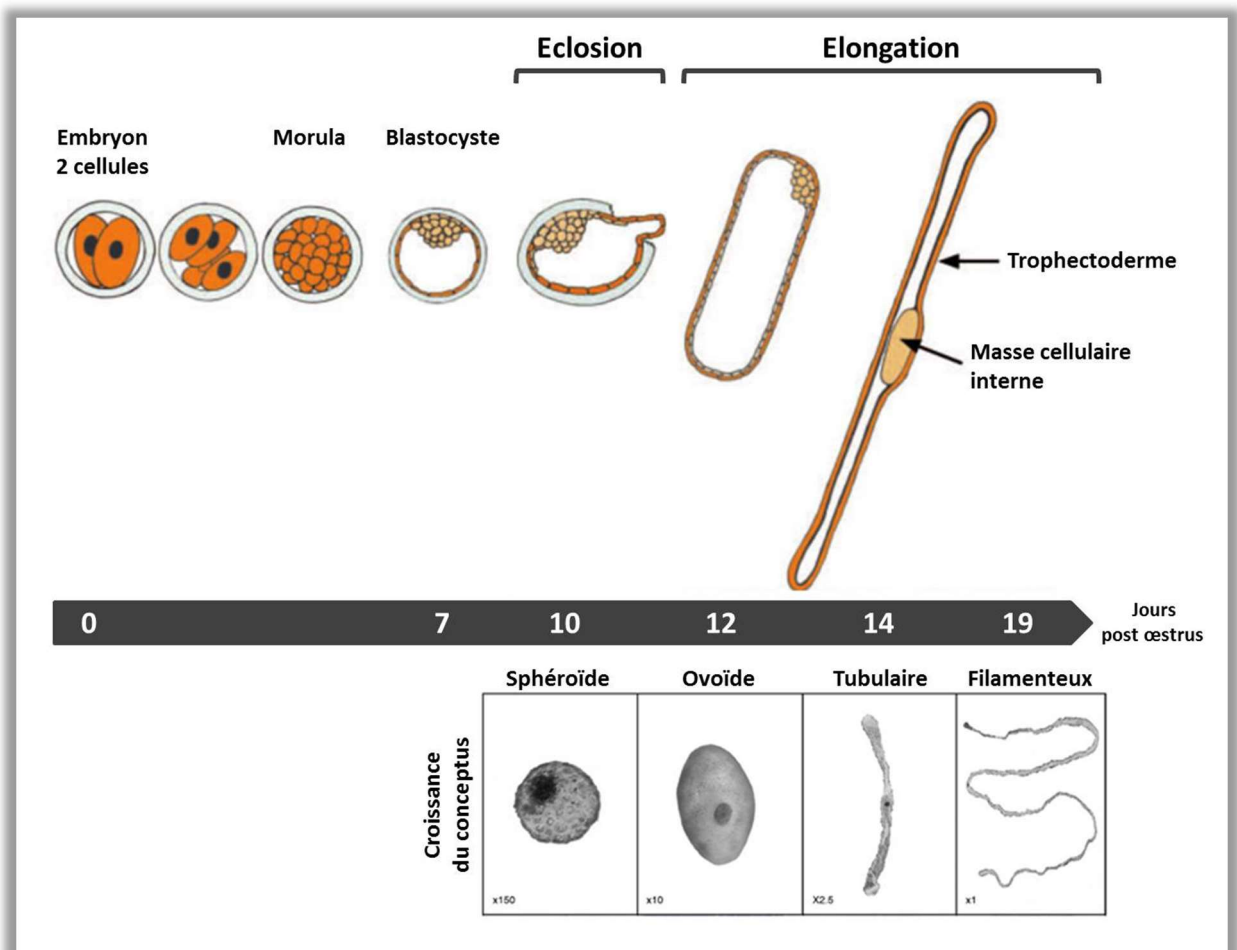 Eclosion
Elongation
Embryon
2 cellules
Morula
Blastocyste
Trophectoderme
Masse cellulaire
interne
0
7
10
12
14
19
Jours
post œstrus
Sphéroïde
Ovoïde
Tubulaire
Filamenteux
Croissance
du conceptus
x150
x10
X2.5
x1